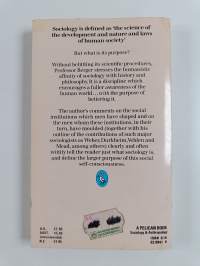 Sociology is defined as 'the science of
the development and nature and laws
of human society'
But what is its purpose?
Without belittling its scientific procedures,
Professor Berger stresses the humanistic
affinity of sociology with history and
philosophy. It is a discipline which
encourages a fuller awareness of the
human world . . . with the purpose of
bettering it.
The author's comments on the social
institutions which men have shaped and on
the men whom these institutions, in their
turn, have moulded (together with his
outline of the contributions of such major
sociologists as Weber, Durkheim, Veblen and
Mead, among others) clearly and often
wittily tell the reader just what sociology is
and define the larger purpose of this social
self-consciousness.
A PELICAN BOOK
Sociology & Anthropology